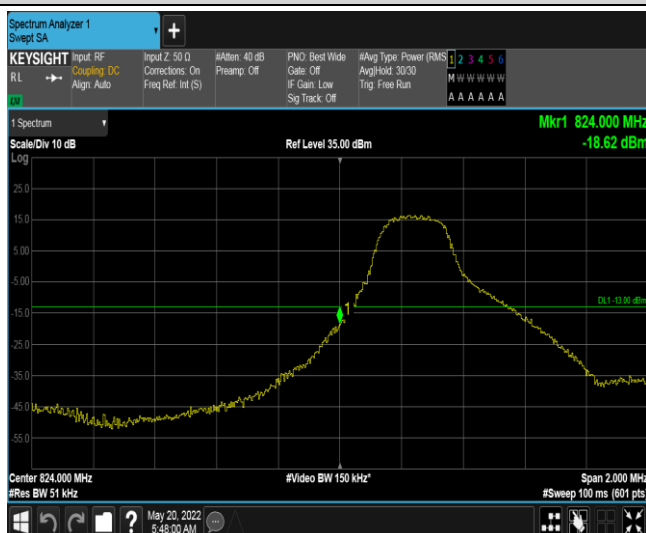 Spectrum Analyzer 1
Swept SA
KEYSIGHT
RL
Input: RF
Coupling: DC
Align: Auto
Input Z: 50 Ω
Corrections: On
Freq Ref: Int (S)
#Atten: 40 dB
Preamp: Off
PNO: Best Wide
Gate: Off
IF Gain: Low
Sig Track: Off
#Avg Type: Power (RMS
Avg|Hold: 30/30
Trig: Free Run
1 2 3 4 5 6
M W W W W W
A A A A A A
1 Spectrum
Mkr1 824.000 MHz
Scale/Div 10 dB
Ref Level 35.00 dBm
-18.62 dBm
Log
25.0
15.0
5.00
-5.00
DL1 -13.00 dBm
1
-15.0
-25.0
-35.0
-45.0
-55.0
Center 824.000 MHz
#Video BW 150 kHz*
Span 2.000 MHz
#Res BW 51 kHz
#Sweep 100 ms (601 pts)
?
May 20, 2022
5:48:00 AM